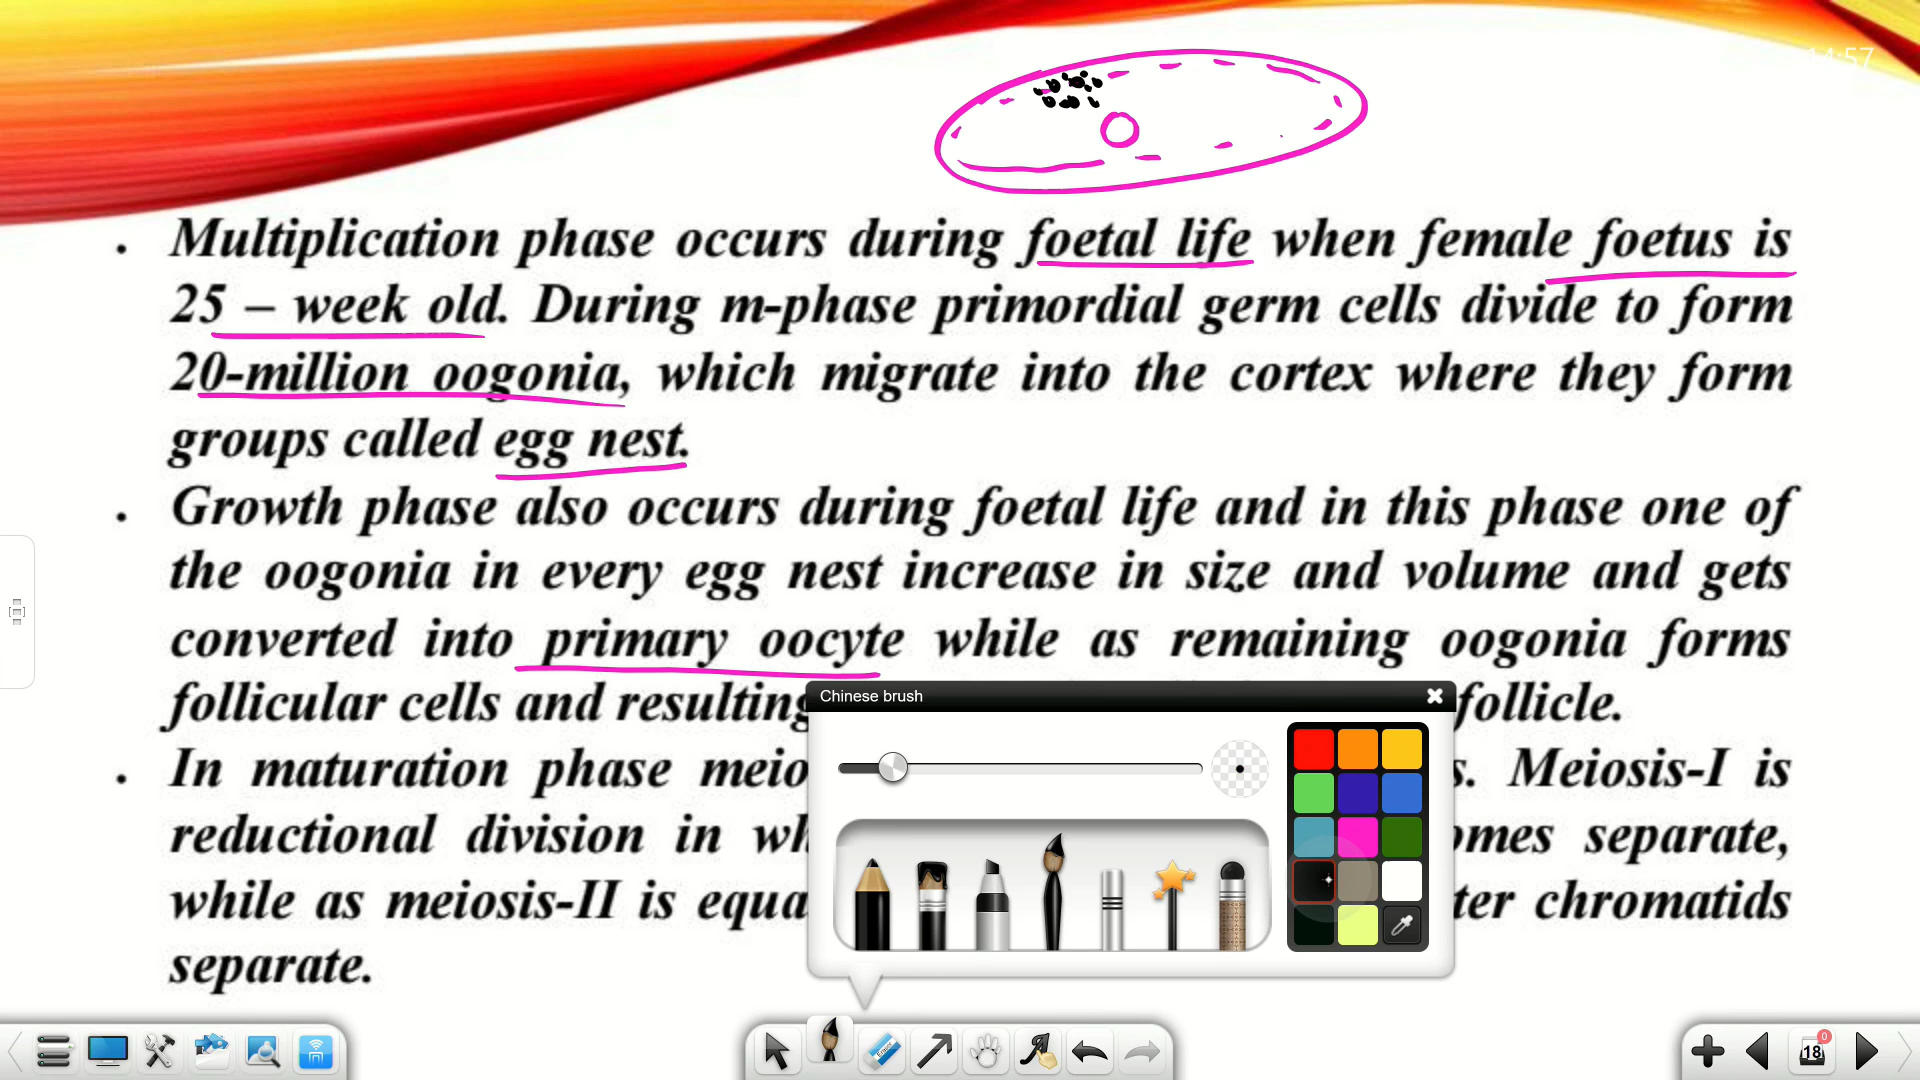 14:57
Multiplication phase occurs during foetal life when female foetus is
25 – week old. During m-phase primordial germ cells divide to form
20-million oogonia, which migrate into the cortex where they form
groups called egg nest.
Growth phase also occurs during foetal life and in this phase one of
the oogonia in every egg nest increase in size and volume and gets
converted into primary oocyte while as remaining oogonia forms
follicular cells and resulting follicle.
In maturation phase Meiosis-I is
reductional division in separate,
while as meiosis-II is chromatids
separate.
Chinese brush
18
0